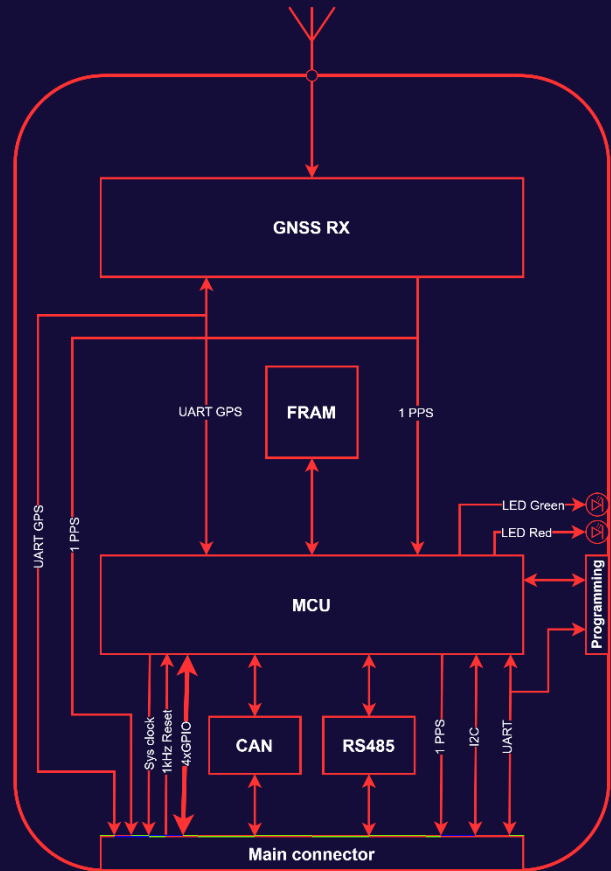 GNSS RX
UART GPS
FRAM
1 PPS
UART GPS
1 PPS
LED Green
LED Red
MCU
Programming
Sys clock
1kHz Reset
4xGPIO
CAN
RS485
1 PPS
I2C
UART
Main connector